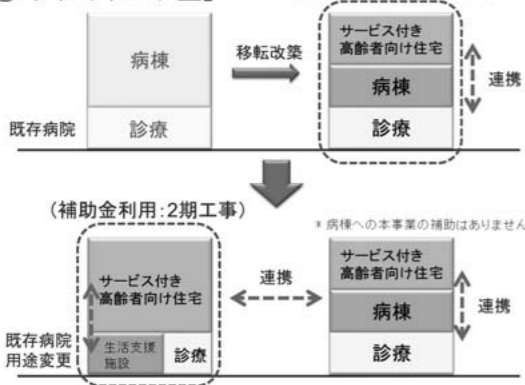 病棟
診療
既存病院
移転改築
サービス付き
高齢者向け住宅
病棟
診療
連携
(補助金利用:2期工事)
*病棟への本事業の補助はありません
サービス付き
高齢者向け住宅
生活支援
施設
診療
既存病院
用途変更
連携
サービス付き
高齢者向け住宅
病棟
診療
連携